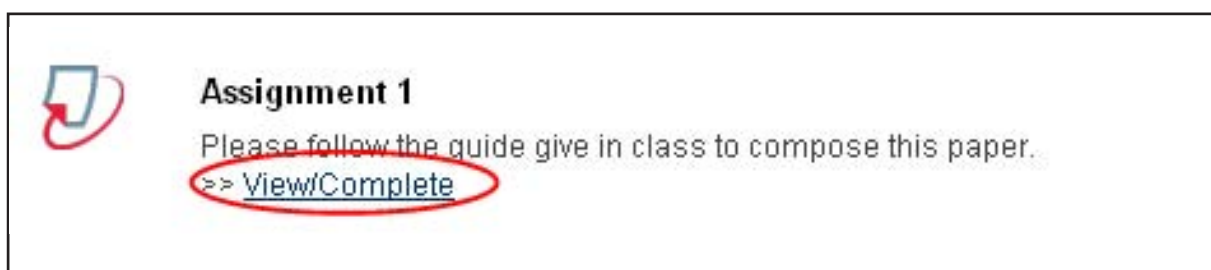 Assignment 1
Please follow the guide give in class to compose this paper.
>> View/Complete